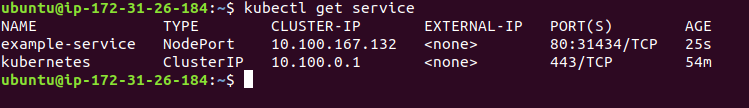 ubuntu@ip-172-31-26-184:~$ kubectl get service
NAME TYPE CLUSTER-IP EXTERNAL-IP PORT(S) AGE
example-service NodePort 10.100.167.132 <none> 80:31434/TCP 25s
kubernetes ClusterIP 10.100.0.1 <none> 443/TCP 54m
ubuntu@ip-172-31-26-184:~$